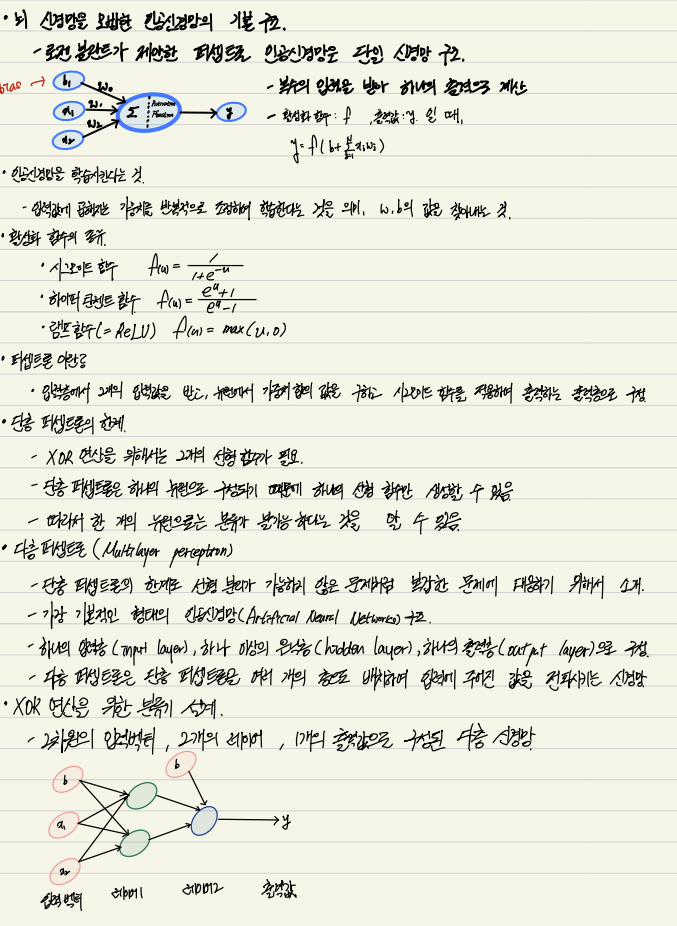 • 뇌 신경망을 모방한 인공신경망의 기본 구조.
- 로젠 블란트가 제안한 퍼셉트론 인공신경망은 단일 신경망 구조.
bias → b₁ w₀
x₁ w₁ Σ Activation Function y
x₂ w₂
- 복수의 입력을 받아 하나의 출력으로 계산
- 활성화 함수: f , 출력값: y 일 때,
y = f(b + Σ xᵢwᵢ)
• 인공신경망을 학습시킨다는 것.
- 입력값에 곱해지는 가중치를 반복적으로 조정하여 학습한다는 것을 의미, w, b의 값을 찾아내는 것.
• 활성화 함수의 종류.
• 시그모이드 함수 f(u) = 1 / (1+e^-u)
• 하이퍼 탄젠트 함수 f(u) = (e^u+1) / (e^u-1)
• 램프 함수(=ReLU) f(u) = max(u, 0)
• 퍼셉트론 이란?
• 입력층에서 2개의 입력값을 받고, 뉴런에서 가중치 합의 값을 구하고 시그모이드 함수를 적용하여 출력하는 출력층으로 구성
• 단층 퍼셉트론의 한계.
- XOR 연산을 위해서는 2개의 선형 함수가 필요.
- 단층 퍼셉트론은 하나의 뉴런으로 구성되기 때문에 하나의 선형 함수만 생성할 수 있음
- 따라서 한 개의 뉴런으로는 분류가 불가능 하다는 것을 알 수 있음.
• 다층 퍼셉트론 (Multilayer perceptron)
- 단층 퍼셉트론의 한계로 선형 분리가 가능하지 않은 문제처럼 복잡한 문제에 대응하기 위해서 소개.
- 가장 기본적인 형태의 인공신경망(Artificial Neural Networks) 구조.
- 하나의 입력층(input layer), 하나 이상의 은닉층(hidden layer), 하나의 출력층(output layer)으로 구성.
- 다층 퍼셉트론은 단층 퍼셉트론을 여러 개의 층으로 배치하여 입력에 주어진 값을 전파시키는 신경망
• XOR 연산을 위한 분류기 설계.
- 2차원의 입력벡터, 2개의 레이어, 1개의 출력값으로 구성된 다층 신경망.
b b
x₁ y
x₂
입력벡터 레이어1 레이어2 출력값